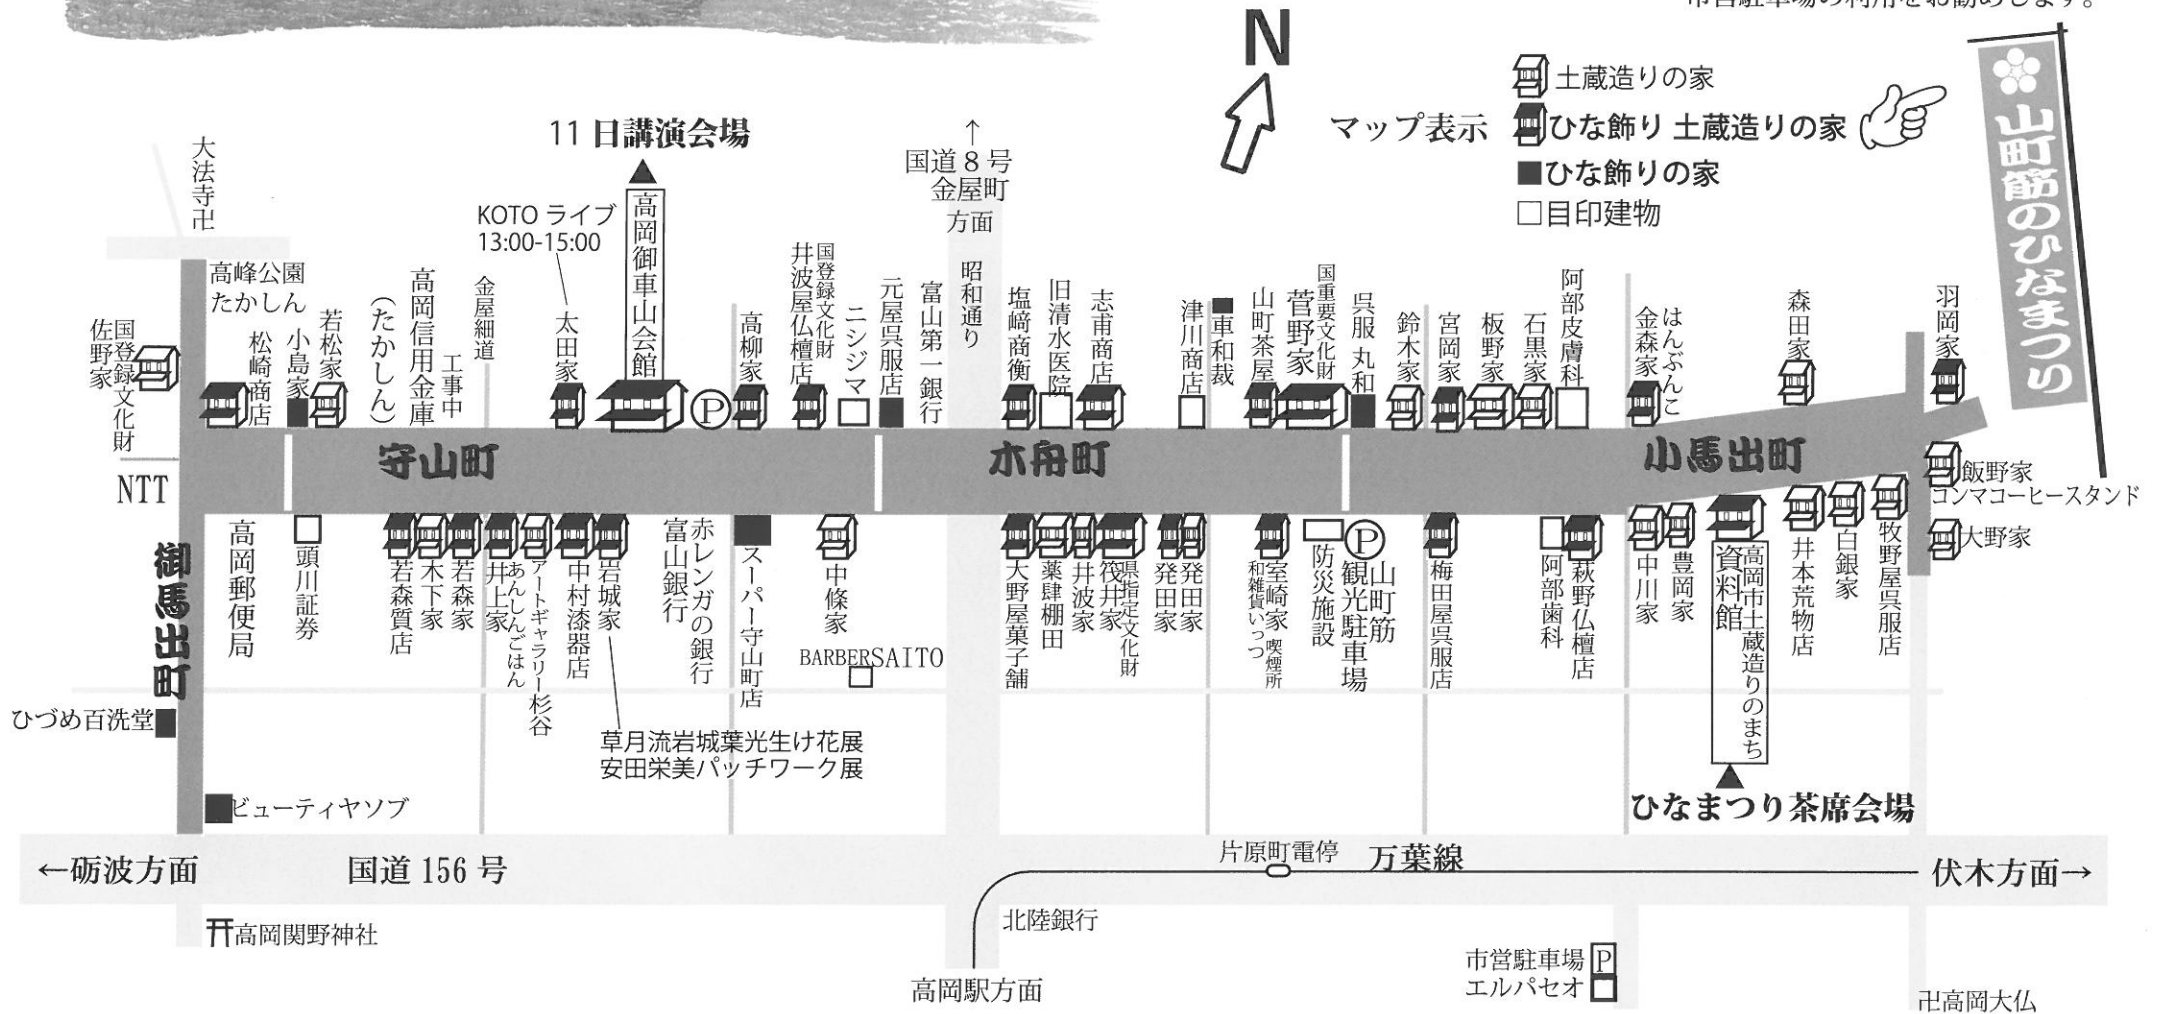 N
マップ表示
土蔵造りの家
ひな飾り 土蔵造りの家
ひな飾りの家
目印建物
山町筋のひなまつり
11日講演会場
高岡御車山会館
KOTO ライブ
13:00-15:00
↑
国道8号
金屋町
方面
昭和通り
大法寺卍
高峰公園
たかしん
国登録文化財
佐野家
松崎商店
小島家
若松家
高岡信用金庫
(たかしん)
工事中
金屋細道
太田家
P
高柳家
国登録文化財
井波屋仏檀店
ニシジマ
元屋呉服店
富山第一銀行
塩崎商衡
旧清水医院
志甫商店
津川商店
車和裁
山町茶屋
国重要文化財
菅野家
呉服 丸和
鈴木家
宮岡家
板野家
石黒家
阿部皮膚科
はんぶんこ
金森家
森田家
羽岡家
守山町
木舟町
小馬出町
御馬出町
NTT
高岡郵便局
頭川証券
若森質店
木下家
若森家
井上家
あんしんごはん
アートギャラリー杉谷
中村漆器店
岩城家
赤レンガの銀行
富山銀行
スーパー守山町店
中條家
BARBERSAITO
大野屋菓子舗
薬肆棚田
井波家
県指定文化財
筏井家
発田家
発田家
室崎家
和雑貨いっつ
喫煙所
防災施設
P
山町筋
観光駐車場
梅田屋呉服店
阿部歯科
萩野仏檀店
中川家
豊岡家
高岡市土蔵造りのまち
資料館
井本荒物店
白銀家
牧野屋呉服店
飯野家
コンマコーヒースタンド
大野家
ひづめ百洗堂
草月流岩城葉光生け花展
安田栄美パッチワーク展
ビューティヤソブ
ひなまつり茶席会場
←砺波方面
国道156号
片原町電停
万葉線
伏木方面→
高岡関野神社
北陸銀行
高岡駅方面
市営駐車場 P
エルパセオ
卍高岡大仏